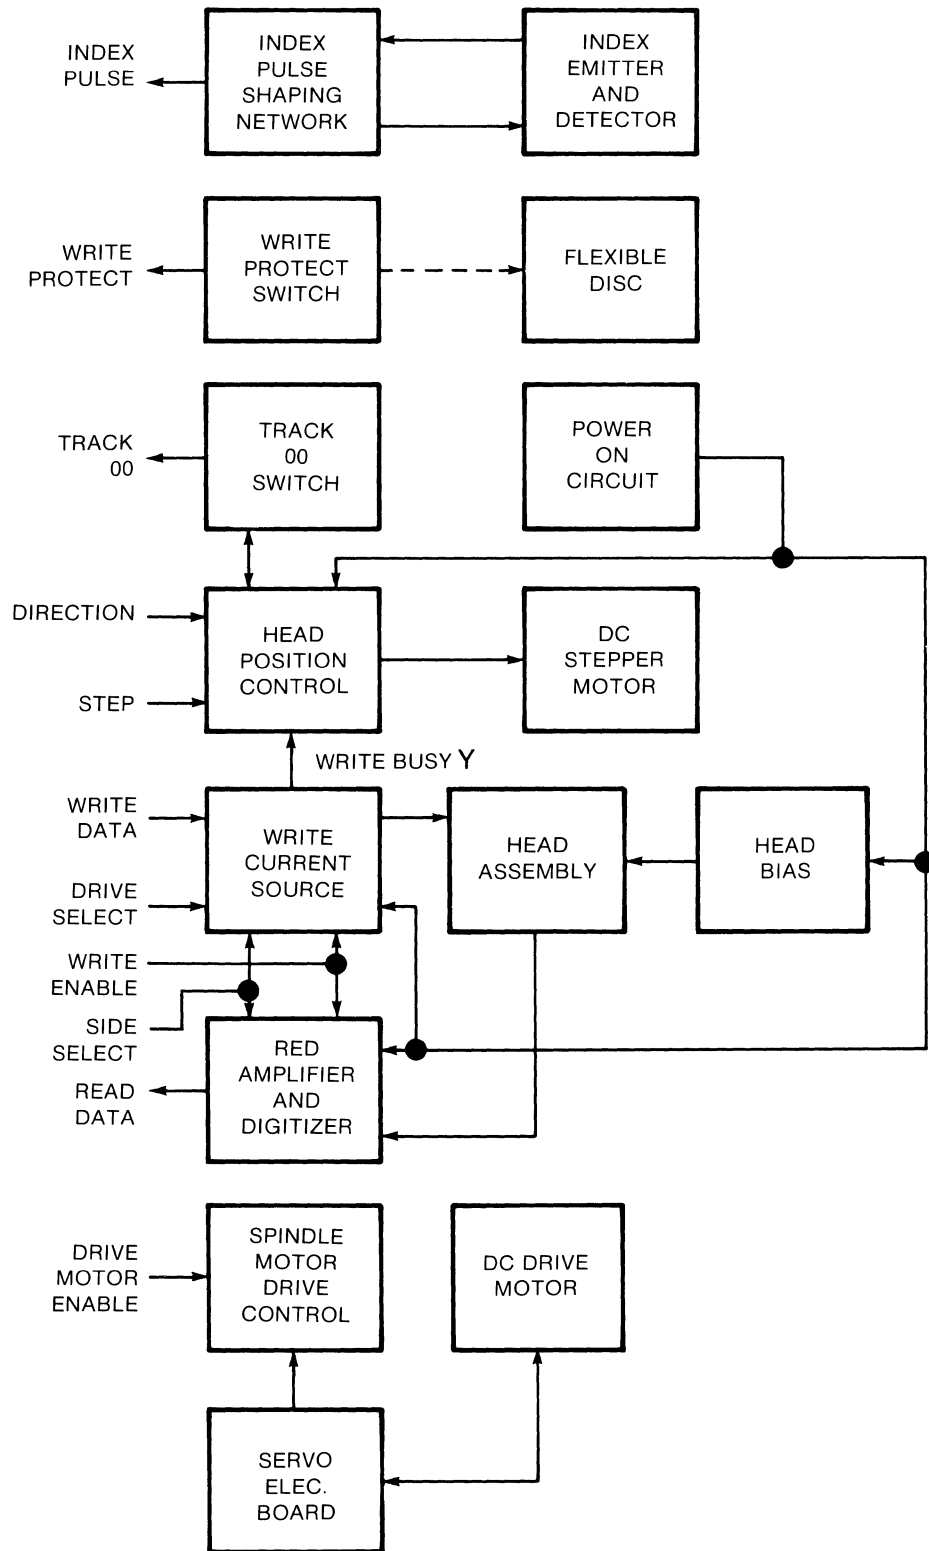 INDEX
PULSE
INDEX
PULSE
SHAPING
NETWORK
INDEX
EMITTER
AND
DETECTOR
WRITE
PROTECT
WRITE
PROTECT
SWITCH
FLEXIBLE
DISC
TRACK
00
TRACK
00
SWITCH
POWER
ON
CIRCUIT
DIRECTION
STEP
HEAD
POSITION
CONTROL
DC
STEPPER
MOTOR
WRITE BUSY Y
WRITE
DATA
DRIVE
SELECT
WRITE
CURRENT
SOURCE
HEAD
ASSEMBLY
HEAD
BIAS
WRITE
ENABLE
SIDE
SELECT
READ
DATA
RED
AMPLIFIER
AND
DIGITIZER
DRIVE
MOTOR
ENABLE
SPINDLE
MOTOR
DRIVE
CONTROL
DC DRIVE
MOTOR
SERVO
ELEC.
BOARD